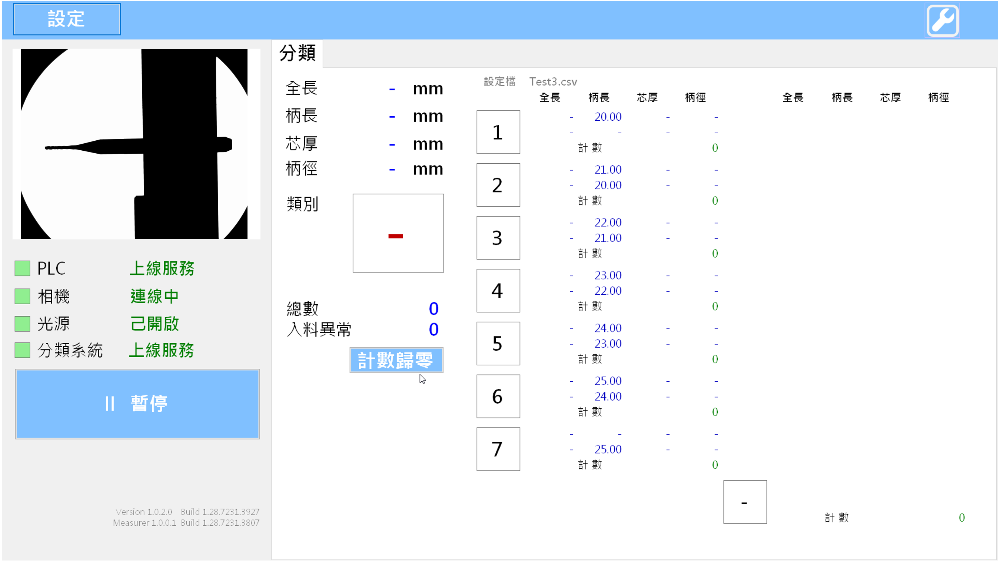 設定
分類
全長 - mm
柄長 - mm
芯厚 - mm
柄徑 - mm
類別 -
總數 0
入料異常 0
計數歸零
PLC 上線服務
相機 連線中
光源 己開啟
分類系統 上線服務
暫停
Version 1.0.2.0 Build 1.28.7231.3927
Measurer 1.0.0.1 Build 1.28.7231.3807
設定檔 Test3.csv
全長 柄長 芯厚 柄徑 全長 柄長 芯厚 柄徑
1
- 20.00 - -
- - - -
計數 0
2
- 21.00 - -
- 20.00 - -
計數 0
3
- 22.00 - -
- 21.00 - -
計數 0
4
- 23.00 - -
- 22.00 - -
計數 0
5
- 24.00 - -
- 23.00 - -
計數 0
6
- 25.00 - -
- 24.00 - -
計數 0
7
- - - -
- 25.00 - -
計數 0
-
計數 0